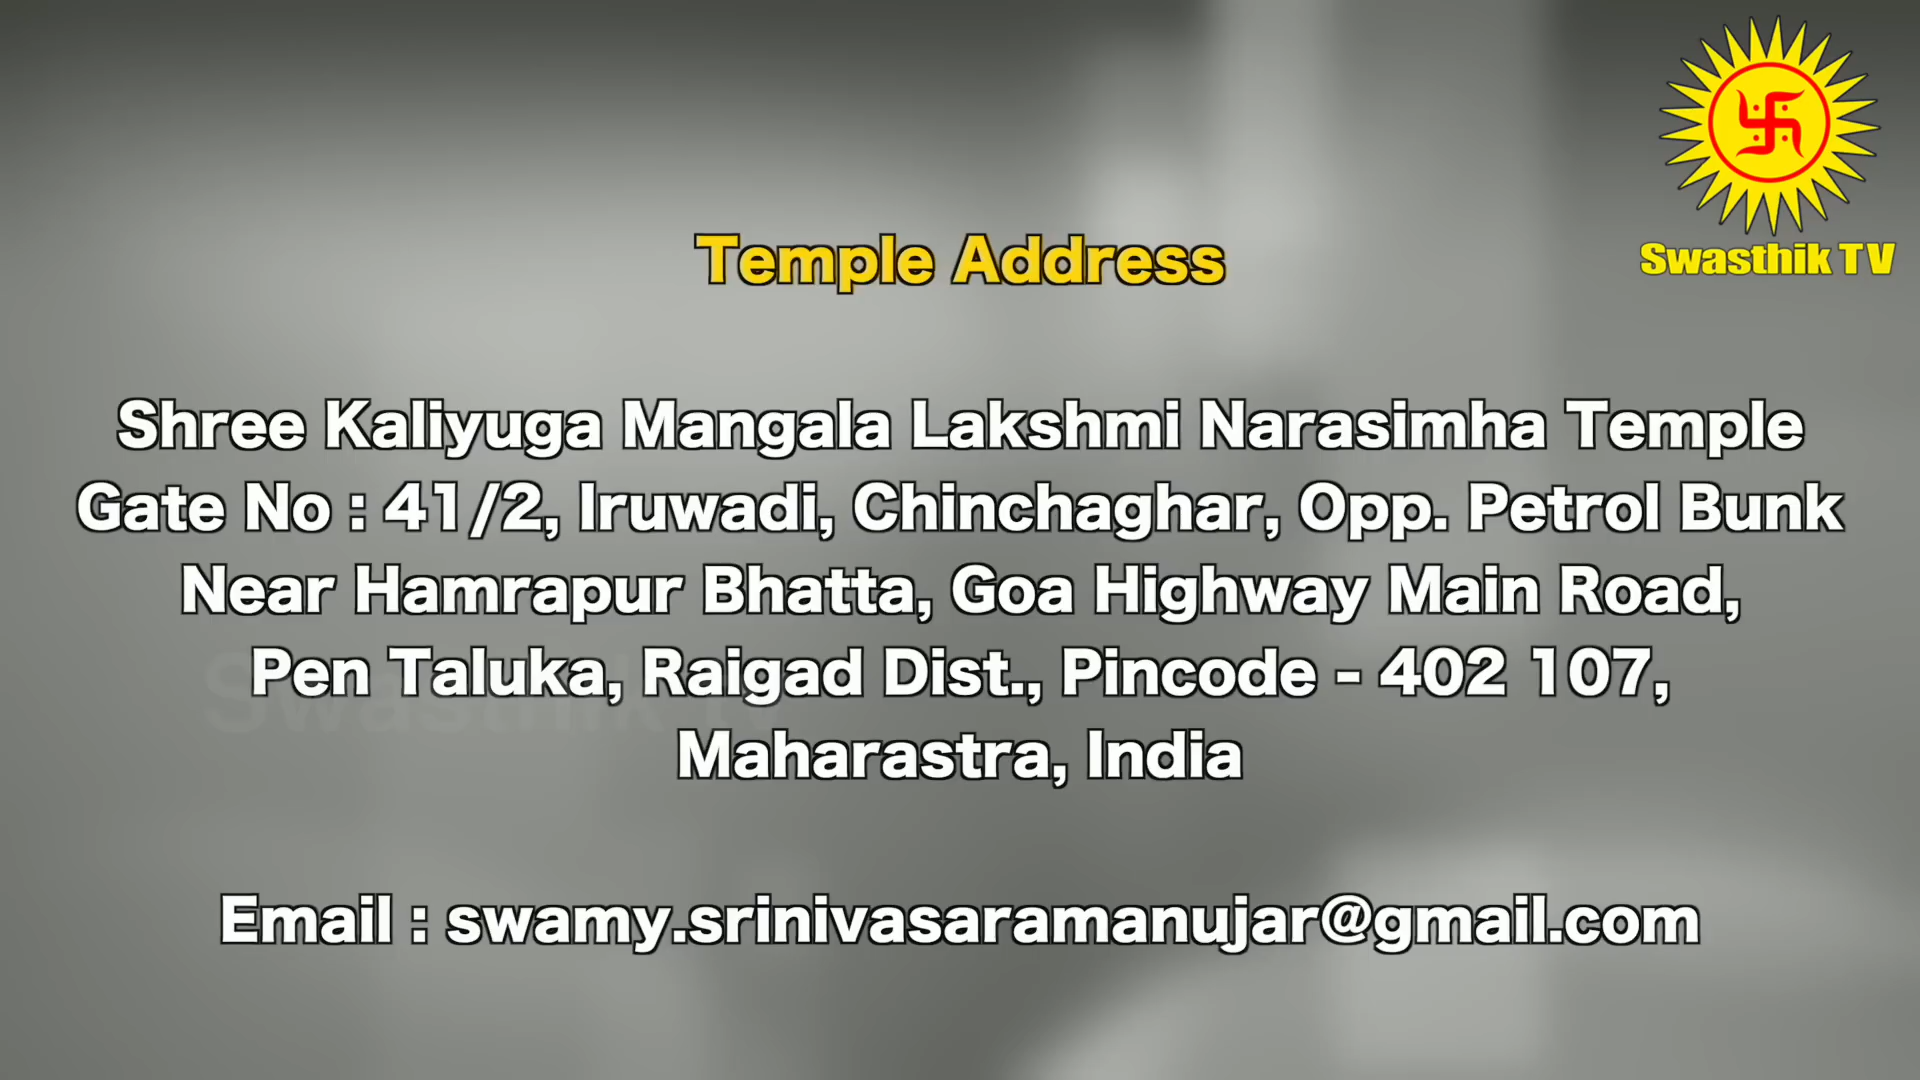 Swasthik TV
Temple Address
Shree Kaliyuga Mangala Lakshmi Narasimha Temple
Gate No : 41/2, Iruwadi, Chinchaghar, Opp. Petrol Bunk
Near Hamrapur Bhatta, Goa Highway Main Road,
Pen Taluka, Raigad Dist., Pincode - 402 107,
Maharastra, India
Swasthik tv
Email : swamy.srinivasaramanujar@gmail.com